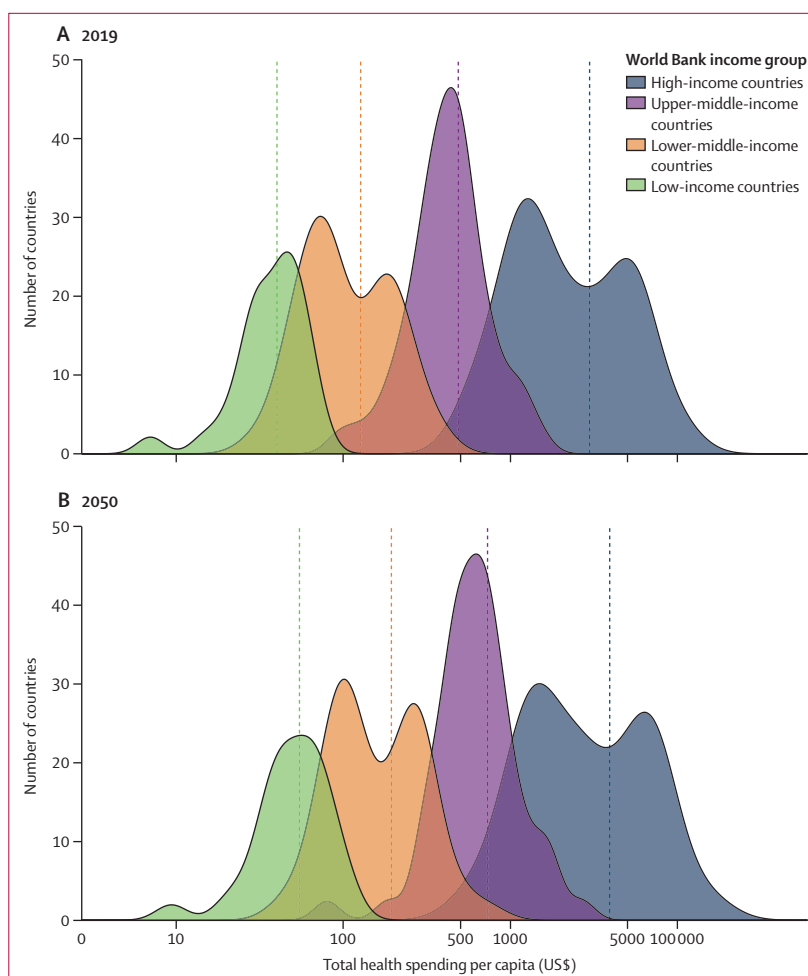 A 2019
50
40
30
20
10
0
Number of countries
World Bank income group
High-income countries
Upper-middle-income
countries
Lower-middle-income
countries
Low-income countries
B 2050
50
40
30
20
10
0
Number of countries
0 10 100 500 1000 5000 100000
Total health spending per capita (US$)